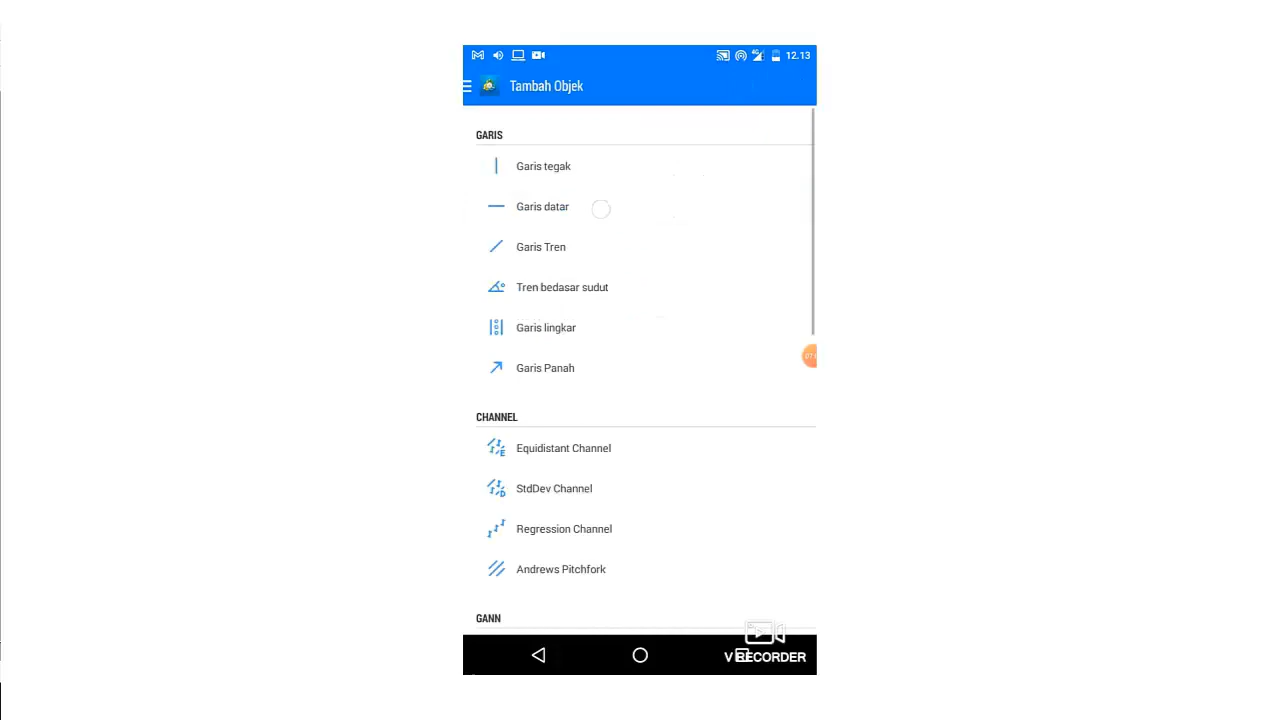 12.13
Tambah Objek
GARIS
Garis tegak
Garis datar
Garis Tren
Tren bedasar sudut
Garis lingkar
Garis Panah
CHANNEL
Equidistant Channel
StdDev Channel
Regression Channel
Andrews Pitchfork
GANN
V RECORDER